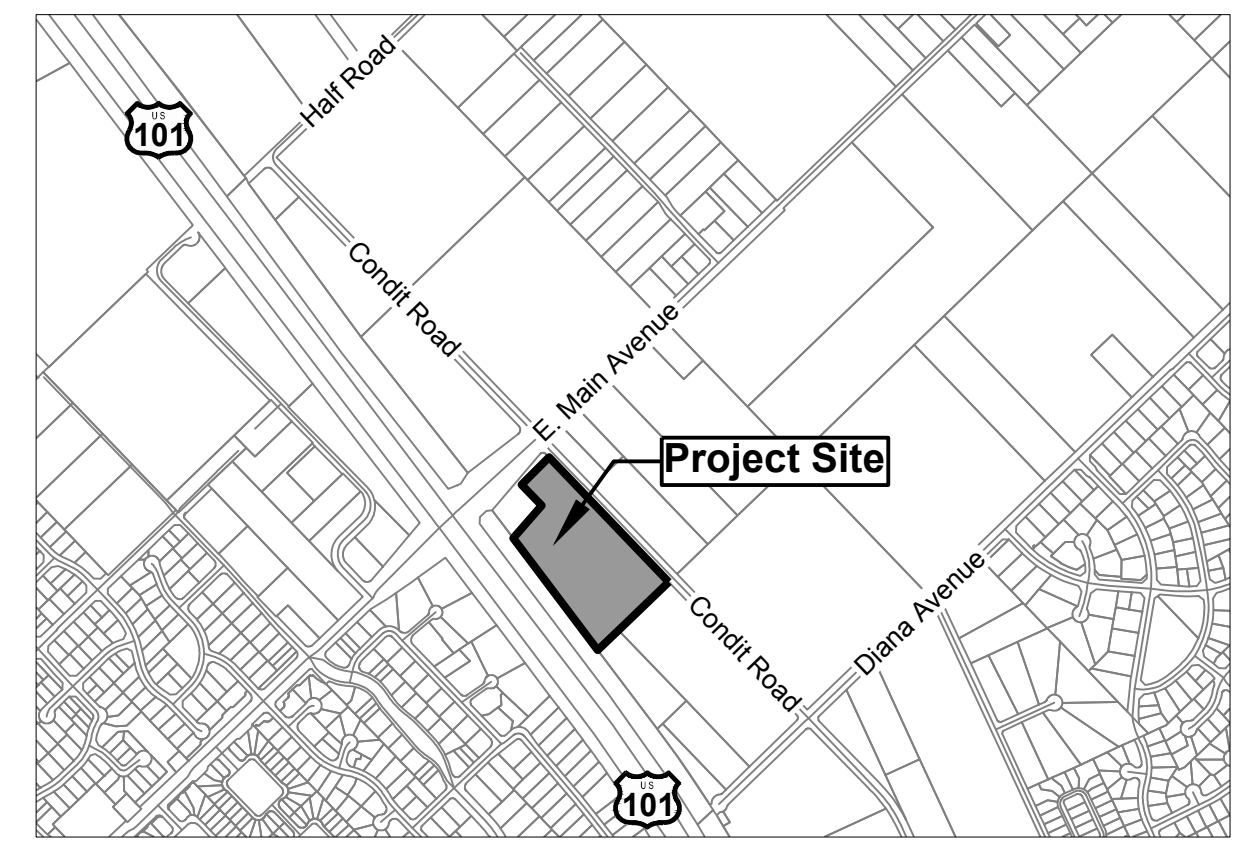 Half Road
US
101
Condit Road
E. Main Avenue
Project Site
Condit Road
Diana Avenue
US
101